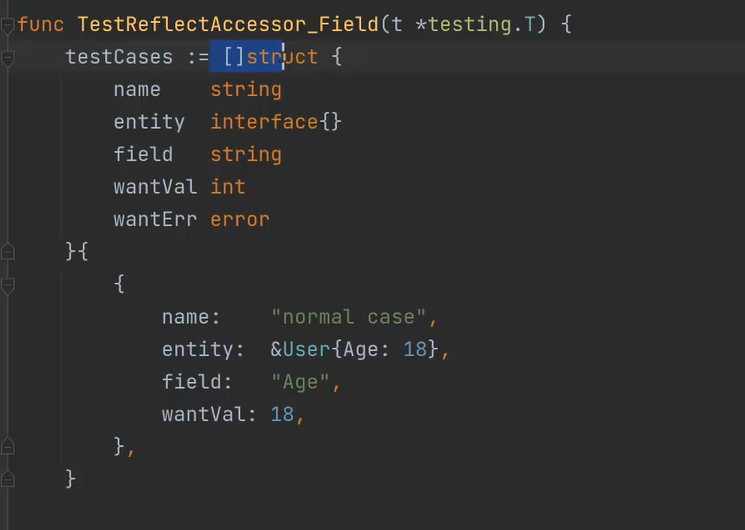 func TestReflectAccessor_Field(t *testing.T) {
    testCases := []struct {
        name    string
        entity  interface{}
        field   string
        wantVal int
        wantErr error
    }{
        {
            name:    "normal case",
            entity:  &User{Age: 18},
            field:   "Age",
            wantVal: 18,
        },
    }